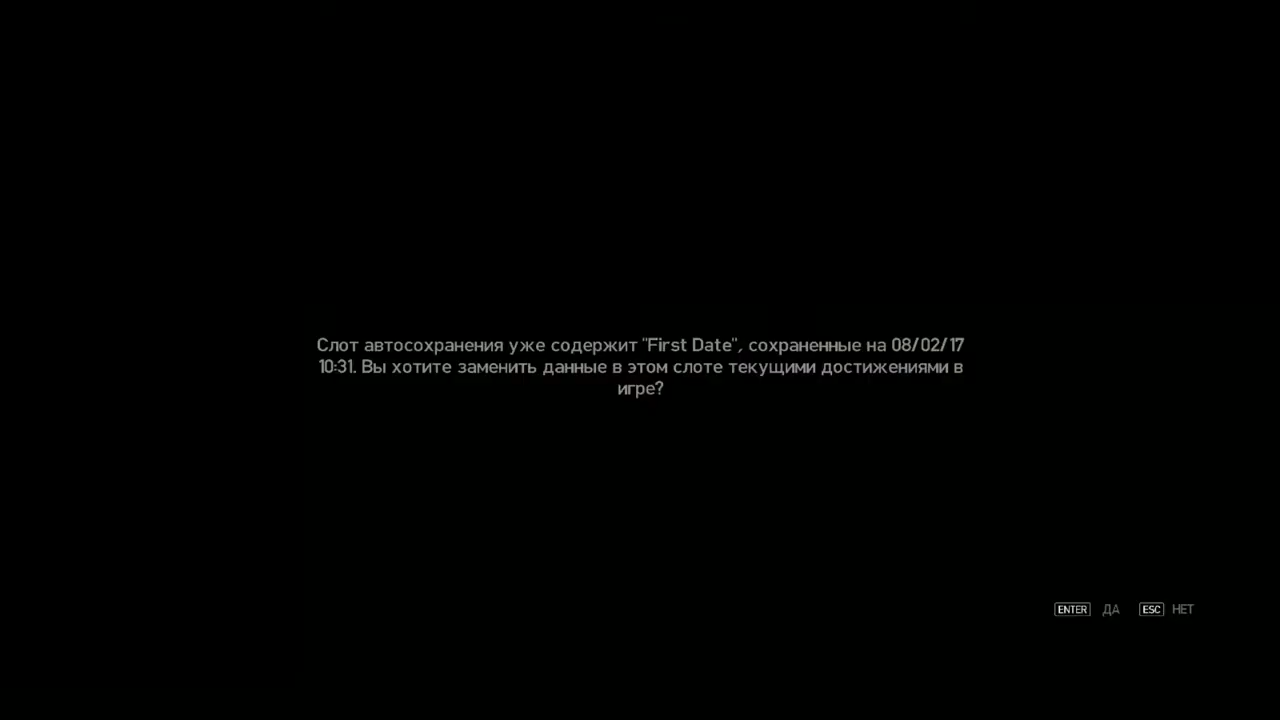 Слот автосохранения уже содержит "First Date", сохраненные на 08/02/17
10:31. Вы хотите заменить данные в этом слоте текущими достижениями в
игре?
ENTER ДА ESC НЕТ